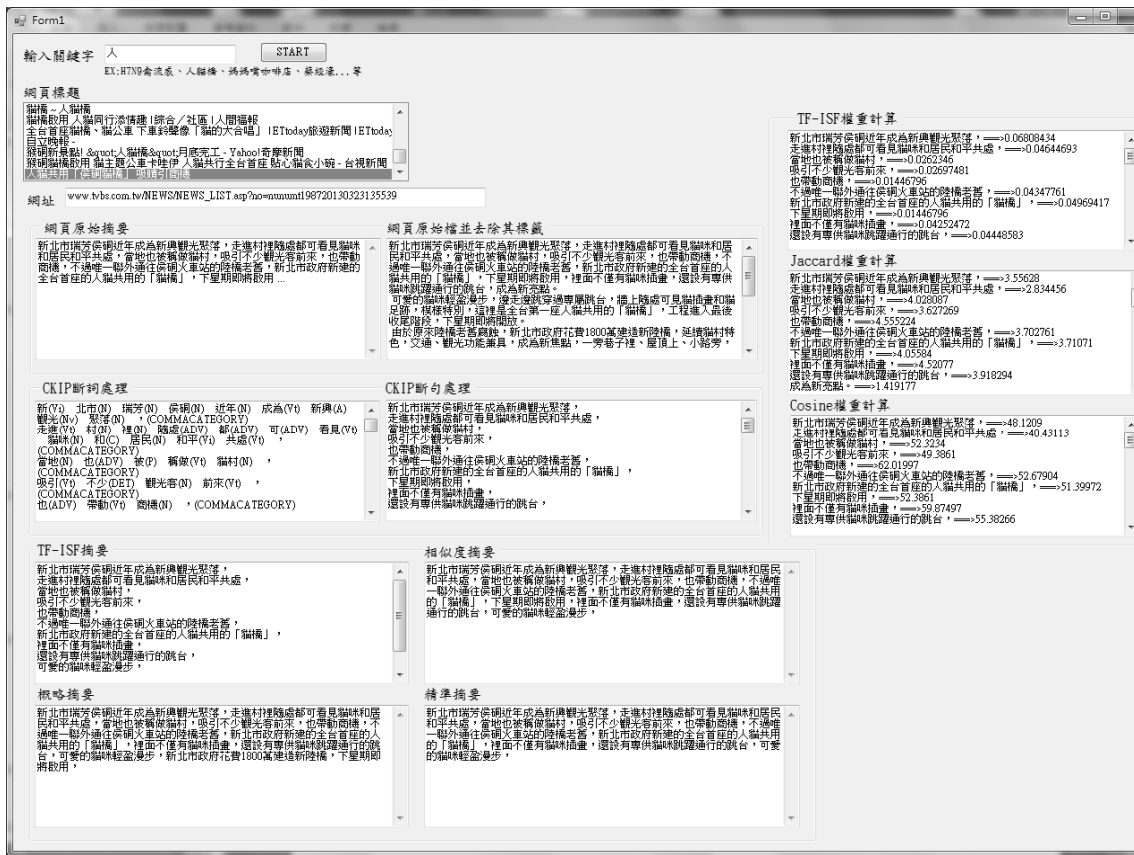 Form1
輸入關鍵字 人 START
EX:H7N9禽流感、人貓橋、媽媽嘴咖啡店、蔡經濠...等
網頁標題
貓橋 ~ 人貓橋
貓橋啟用 人貓同行添情趣 |綜合／社區 |人間福報
全台首座貓橋、貓公車 下車鈴聲像「貓的大合唱」 | ETtoday旅遊新聞 | ETtoday
自立晚報 -
猴硐新景點! &quot;人貓橋&quot;月底完工 - Yahoo!奇摩新聞
猴硐貓橋啟用 貓主題公車卡哇伊 人貓共行全台首座 貼心貓食小碗 - 台視新聞
人貓共用「侯硐貓橋」 吸睛引商機
網址 www.tvbs.com.tw/NEWS/NEWS_LIST.asp?no=nunumt198720130323135539
網頁原始摘要
新北市瑞芳侯硐近年成為新興觀光聚落，走進村裡隨處都可看見貓咪
和居民和平共處，當地也被稱做貓村，吸引不少觀光客前來，也帶動
商機，不過唯一聯外通往侯硐火車站的陸橋老舊，新北市政府新建的
全台首座的人貓共用的「貓橋」，下星期即將啟用 ...
網頁原始檔並去除其標籤
新北市瑞芳侯硐近年成為新興觀光聚落，走進村裡隨處都可看見貓咪和居
民和平共處，當地也被稱做貓村，吸引不少觀光客前來，也帶動商機，不
過唯一聯外通往侯硐火車站的陸橋老舊，新北市政府新建的全台首座的人
貓共用的「貓橋」，下星期即將啟用，裡面不僅有貓咪插畫，還設有專供
貓咪跳躍通行的跳台，成為新亮點。
可愛的貓咪輕盈漫步，邊走邊跳穿過專屬跳台，牆上隨處可見插畫和貓
足跡，模樣特別，這裡是全台第一座人貓共用的「貓橋」，工程進入最後
收尾階段，下星期即將開放。
由於原來陸橋老舊腐蝕，新北市政府花費1800萬建造新陸橋，延續貓村特
色，交通、觀光功能兼具，成為新焦點，一旁巷子裡、屋頂上、小路旁，
CKIP斷詞處理
新(Vi) 北市(N) 瑞芳(N) 侯硐(N) 近年(N) 成為(Vt) 新興(A)
觀光(Nv) 聚落(N) ，(COMMACATEGORY)
走進(Vt) 村(N) 裡(N) 隨處(ADV) 都(ADV) 可(ADV) 看見(Vt)
貓咪(N) 和(C) 居民(N) 和平(Vi) 共處(Vt) ，
(COMMACATEGORY)
當地(N) 也(ADV) 被(P) 稱做(Vt) 貓村(N) ，
(COMMACATEGORY)
吸引(Vt) 不少(DET) 觀光客(N) 前來(Vt) ，
(COMMACATEGORY)
也(ADV) 帶動(Vt) 商機(N) ，(COMMACATEGORY)
CKIP斷句處理
新北市瑞芳侯硐近年成為新興觀光聚落，
走進村裡隨處都可看見貓咪和居民和平共處，
當地也被稱做貓村，
吸引不少觀光客前來，
也帶動商機，
不過唯一聯外通往侯硐火車站的陸橋老舊，
新北市政府新建的全台首座的人貓共用的「貓橋」，
下星期即將啟用，
裡面不僅有貓咪插畫，
還設有專供貓咪跳躍通行的跳台，
TF-ISF權重計算
新北市瑞芳侯硐近年成為新興觀光聚落，==>0.06808434
走進村裡隨處都可看見貓咪和居民和平共處，==>0.04644693
當地也被稱做貓村，==>0.0262346
吸引不少觀光客前來，==>0.02697481
也帶動商機，==>0.01446796
不過唯一聯外通往侯硐火車站的陸橋老舊，==>0.04347761
新北市政府新建的全台首座的人貓共用的「貓橋」，==>0.04969417
下星期即將啟用，==>0.01446796
裡面不僅有貓咪插畫，==>0.04252472
還設有專供貓咪跳躍通行的跳台，==>0.04448583
Jaccard權重計算
新北市瑞芳侯硐近年成為新興觀光聚落，==>3.55628
走進村裡隨處都可看見貓咪和居民和平共處，==>2.834456
當地也被稱做貓村，==>4.028087
吸引不少觀光客前來，==>3.627269
也帶動商機，==>4.555224
不過唯一聯外通往侯硐火車站的陸橋老舊，==>3.702761
新北市政府新建的全台首座的人貓共用的「貓橋」，==>3.71071
下星期即將啟用，==>4.05584
裡面不僅有貓咪插畫，==>4.52077
還設有專供貓咪跳躍通行的跳台，==>3.918294
成為新亮點。==>1.419177
Cosine權重計算
新北市瑞芳侯硐近年成為新興觀光聚落，==>48.1209
走進村裡隨處都可看見貓咪和居民和平共處，==>40.43113
當地也被稱做貓村，==>52.3234
吸引不少觀光客前來，==>49.3861
也帶動商機，==>62.01997
不過唯一聯外通往侯硐火車站的陸橋老舊，==>52.67904
新北市政府新建的全台首座的人貓共用的「貓橋」，==>51.39972
下星期即將啟用，==>52.3861
裡面不僅有貓咪插畫，==>59.87497
還設有專供貓咪跳躍通行的跳台，==>55.38266
TF-ISF摘要
新北市瑞芳侯硐近年成為新興觀光聚落，
走進村裡隨處都可看見貓咪和居民和平共處，
當地也被稱做貓村，
吸引不少觀光客前來，
也帶動商機，
不過唯一聯外通往侯硐火車站的陸橋老舊，
新北市政府新建的全台首座的人貓共用的「貓橋」，
裡面不僅有貓咪插畫，
還設有專供貓咪跳躍通行的跳台，
可愛的貓咪輕盈漫步，
相似度摘要
新北市瑞芳侯硐近年成為新興觀光聚落，走進村裡隨處都可看見貓咪和居民
和平共處，當地也被稱做貓村，吸引不少觀光客前來，也帶動商機，不過唯
一聯外通往侯硐火車站的陸橋老舊，新北市政府新建的全台首座的人貓共用
的「貓橋」，下星期即將啟用，裡面不僅有貓咪插畫，還設有專供貓咪跳躍
通行的跳台，可愛的貓咪輕盈漫步，
概略摘要
新北市瑞芳侯硐近年成為新興觀光聚落，走進村裡隨處都可看見貓咪和居
民和平共處，當地也被稱做貓村，吸引不少觀光客前來，也帶動商機，不
過唯一聯外通往侯硐火車站的陸橋老舊，新北市政府新建的全台首座的人
貓共用的「貓橋」，裡面不僅有貓咪插畫，還設有專供貓咪跳躍通行的跳
台，可愛的貓咪輕盈漫步，新北市政府花費1800萬建造新陸橋，下星期即
將啟用，
精準摘要
新北市瑞芳侯硐近年成為新興觀光聚落，走進村裡隨處都可看見貓咪和居民
和平共處，當地也被稱做貓村，吸引不少觀光客前來，也帶動商機，不過唯
一聯外通往侯硐火車站的陸橋老舊，新北市政府新建的全台首座的人貓共用
的「貓橋」，裡面不僅有貓咪插畫，還設有專供貓咪跳躍通行的跳台，可愛
的貓咪輕盈漫步，